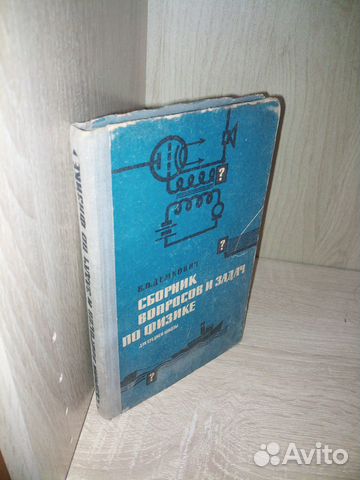 ?
?
В.П.ДЕМКОВИЧ
СБОРНИК
ВОПРОСОВ И ЗАДАЧ
ПО ФИЗИКЕ
ДЛЯ СРЕДНЕЙ ШКОЛЫ
?
Avito